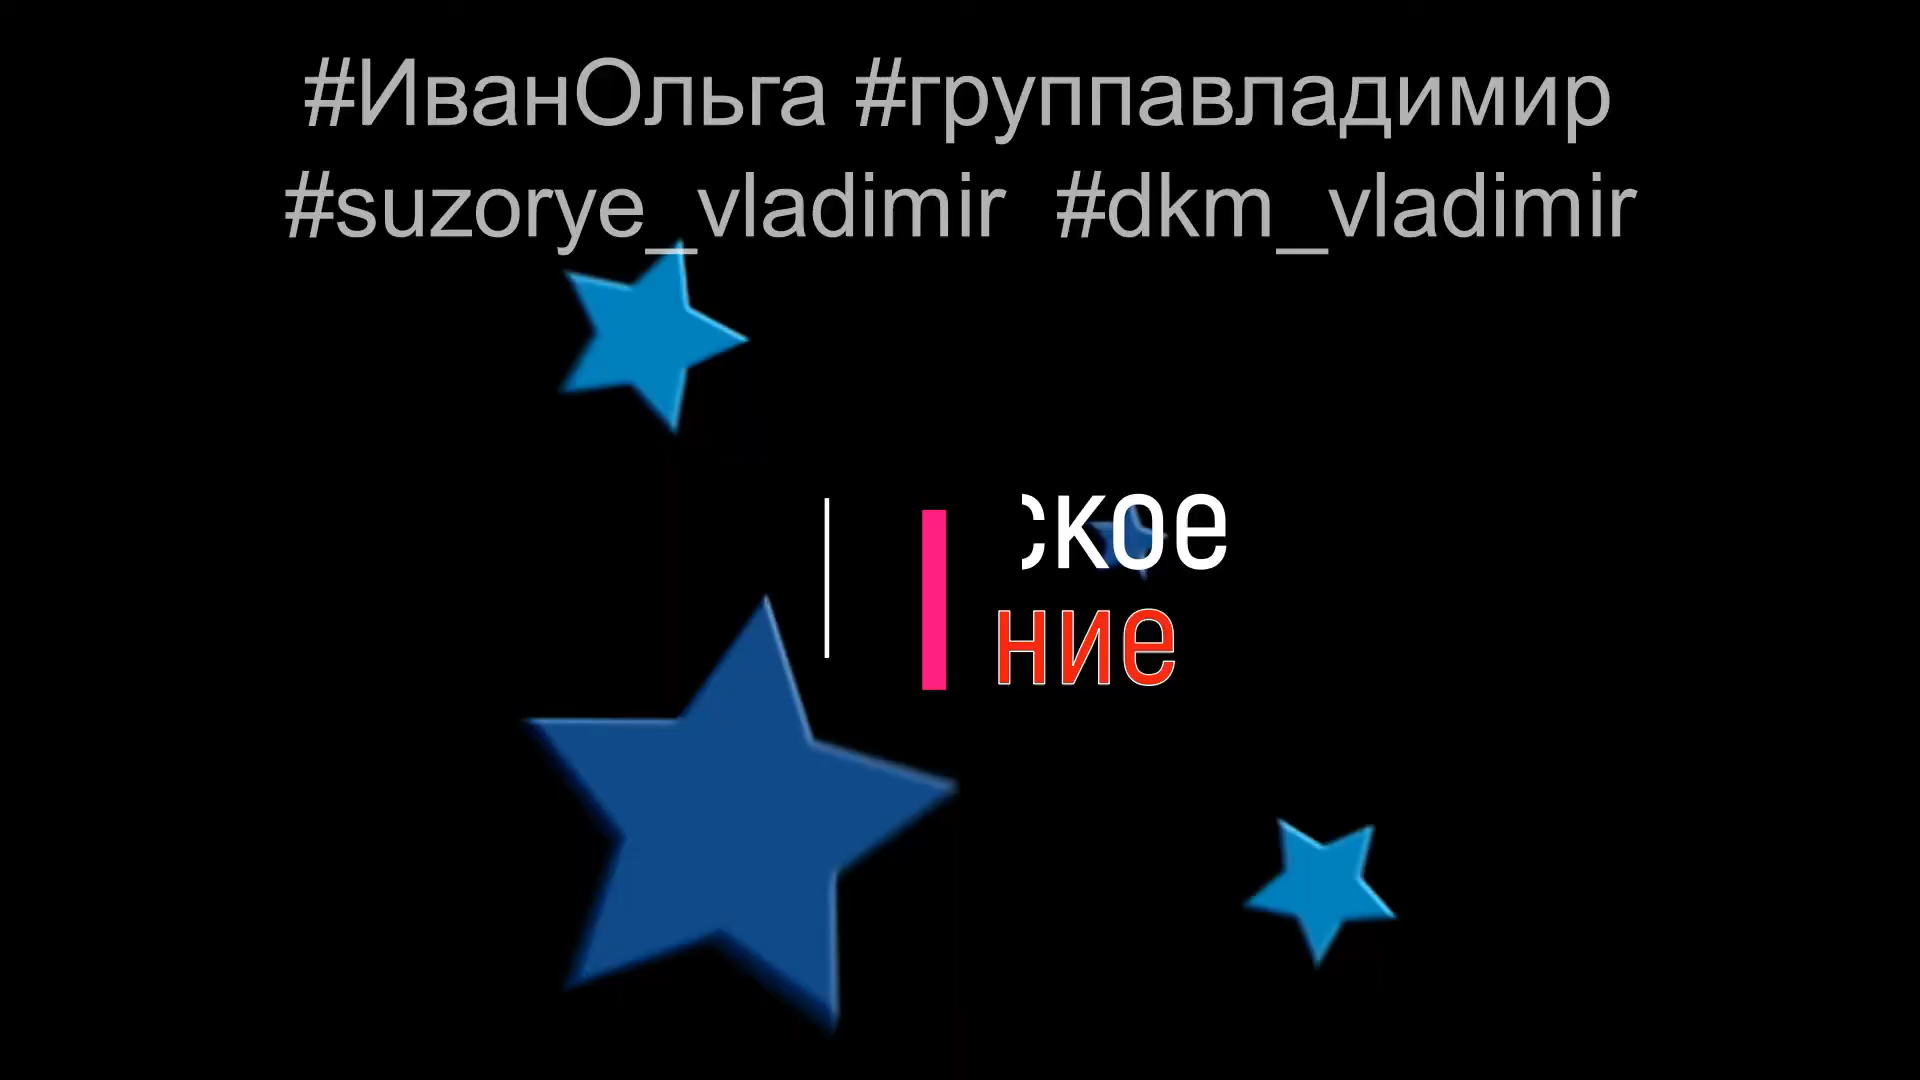 #ИванОльга #группавладимир
#suzorye_vladimir #dkm_vladimir
ское
ние